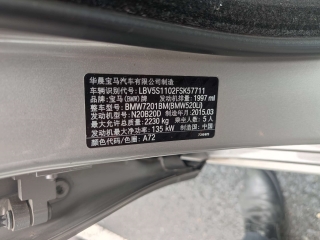 华晨宝马汽车有限公司制造
车辆识别代号: LBV5S1102FSK57711
品牌: 宝马(BMW)牌 发动机排量: 1997 ml
整车型号: BMW7201BM(BMW520Li)
发动机型号: N20B20D 制造年月: 2015.03
最大允许总质量: 2230 kg 乘坐人数: 5 人
发动机额定功率: 135 kW 制造国: 中国
颜色代码/色漆: A72